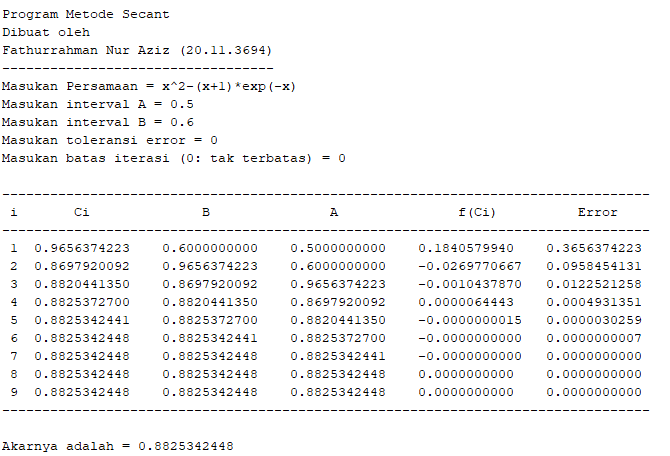 Program Metode Secant
Dibuat oleh
Fathurrahman Nur Aziz (20.11.3694)
----------------------------------
Masukan Persamaan = x^2-(x+1)*exp(-x)
Masukan interval A = 0.5
Masukan interval B = 0.6
Masukan toleransi error = 0
Masukan batas iterasi (0: tak terbatas) = 0
---------------------------------------------------------------------------------
i Ci B A f(Ci) Error
---------------------------------------------------------------------------------
1 0.9656374223 0.6000000000 0.5000000000 0.1840579940 0.3656374223
2 0.8697920092 0.9656374223 0.6000000000 -0.0269770667 0.0958454131
3 0.8820441350 0.8697920092 0.9656374223 -0.0010437870 0.0122521258
4 0.8825372700 0.8820441350 0.8697920092 0.0000064443 0.0004931351
5 0.8825342441 0.8825372700 0.8820441350 -0.0000000015 0.0000030259
6 0.8825342448 0.8825342441 0.8825372700 -0.0000000000 0.0000000007
7 0.8825342448 0.8825342448 0.8825342441 -0.0000000000 0.0000000000
8 0.8825342448 0.8825342448 0.8825342448 0.0000000000 0.0000000000
9 0.8825342448 0.8825342448 0.8825342448 0.0000000000 0.0000000000
---------------------------------------------------------------------------------
Akarnya adalah = 0.8825342448